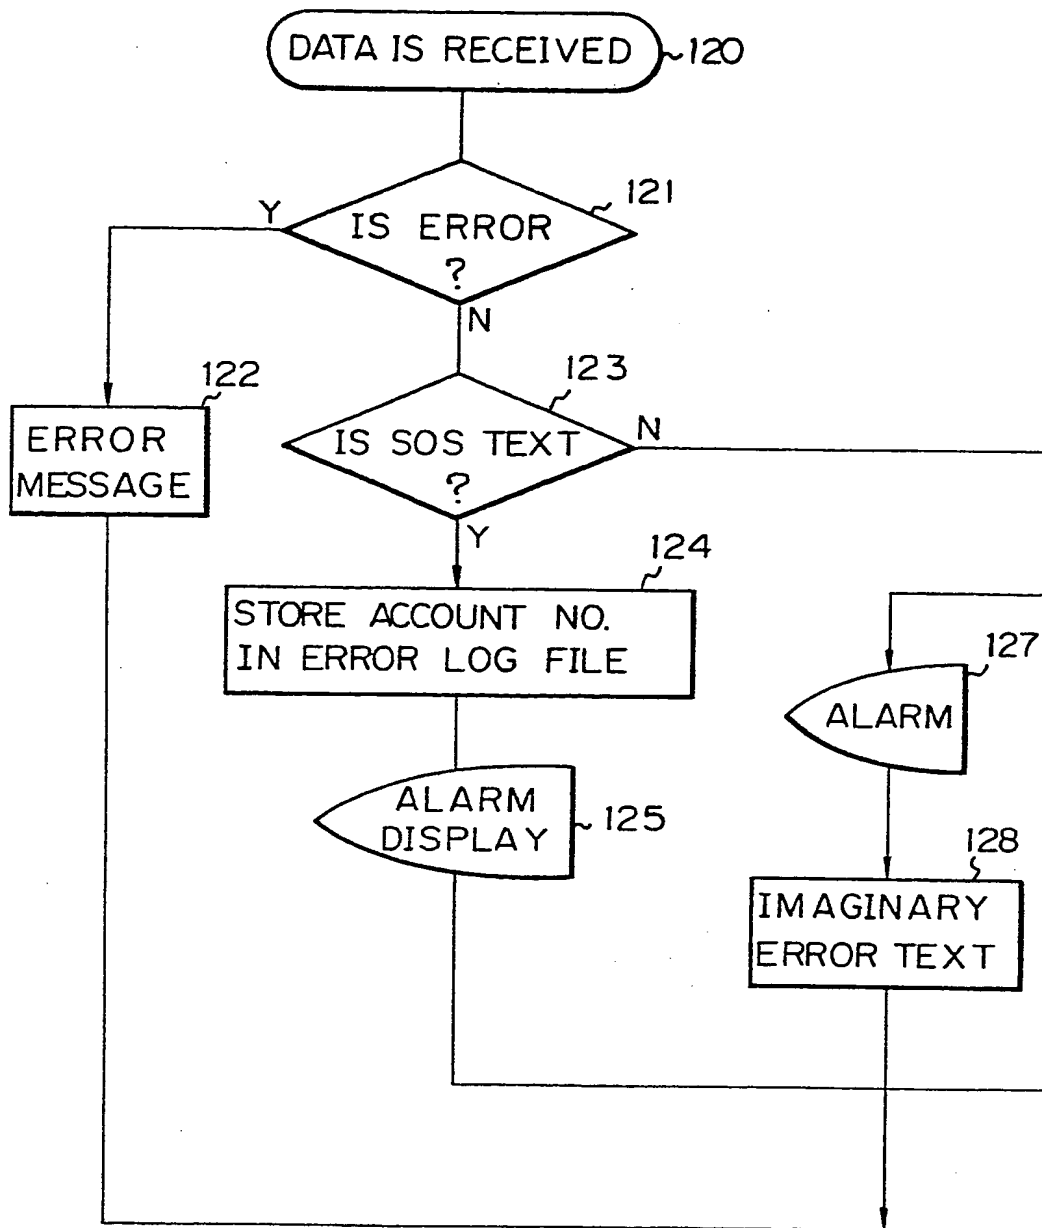 DATA IS RECEIVED
120
121
Y
IS ERROR
?
N
122
123
ERROR
MESSAGE
IS SOS TEXT
?
N
Y
124
STORE ACCOUNT NO.
IN ERROR LOG FILE
127
ALARM
ALARM
DISPLAY
125
128
IMAGINARY
ERROR TEXT